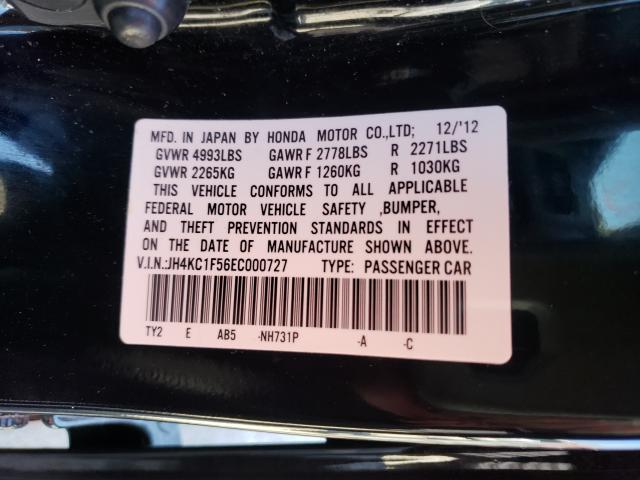 MFD. IN JAPAN BY HONDA MOTOR CO.,LTD; 12/'12
GVWR 4993LBS GAWR F 2778LBS R 2271LBS
GVWR 2265KG GAWR F 1260KG R 1030KG
THIS VEHICLE CONFORMS TO ALL APPLICABLE
FEDERAL MOTOR VEHICLE SAFETY ,BUMPER,
AND THEFT PREVENTION STANDARDS IN EFFECT
ON THE DATE OF MANUFACTURE SHOWN ABOVE.
V.I.N.:JH4KC1F56EC000727 TYPE: PASSENGER CAR
TY2 E AB5 -NH731P -A -C